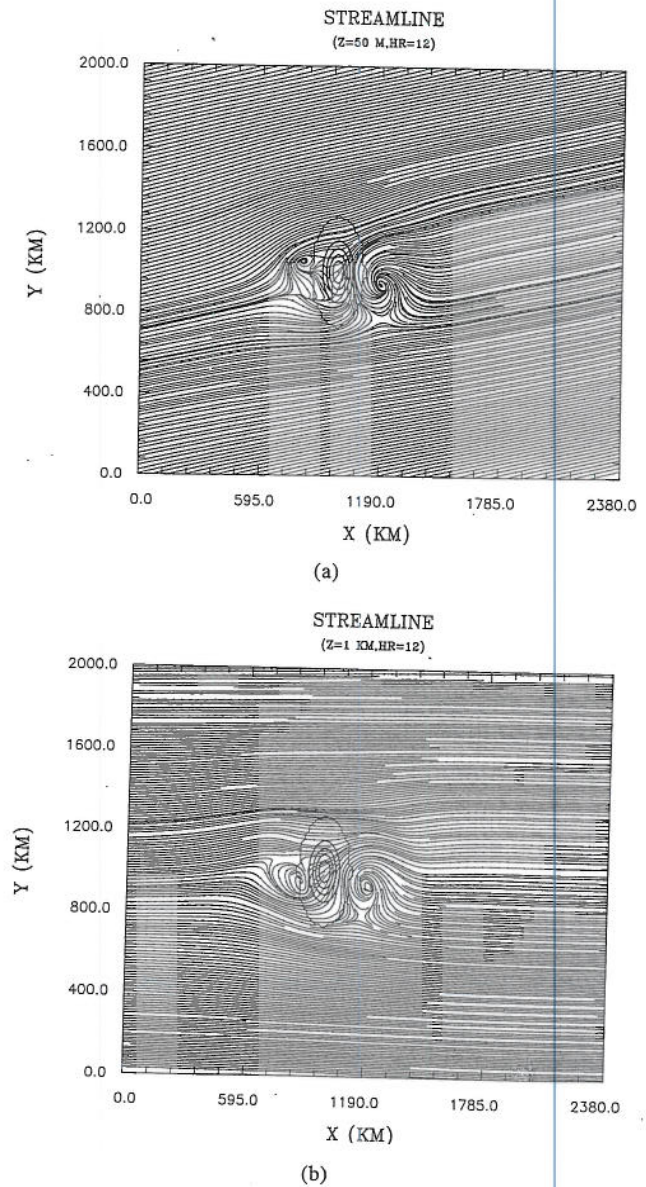 STREAMLINE
(Z=50 M,HR=12)
2000.0
1600.0
1200.0
800.0
400.0
0.0
Y (KM)
0.0 595.0 1190.0 1785.0 2380.0
X (KM)
(a)
STREAMLINE
(Z=1 KM,HR=12)
2000.0
1600.0
1200.0
800.0
400.0
0.0
Y (KM)
0.0 595.0 1190.0 1785.0 2380.0
X (KM)
(b)